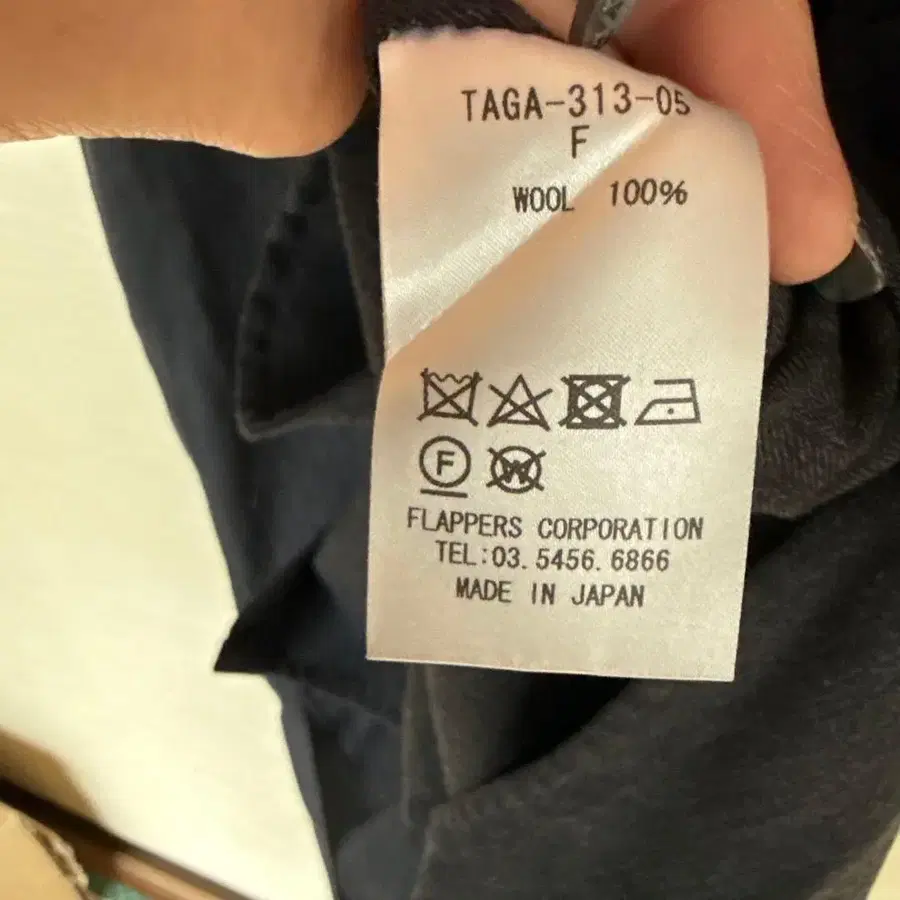 TAGA-313-05
F
WOOL 100%
F W
FLAPPERS CORPORATION
TEL:03.5456.6866
MADE IN JAPAN